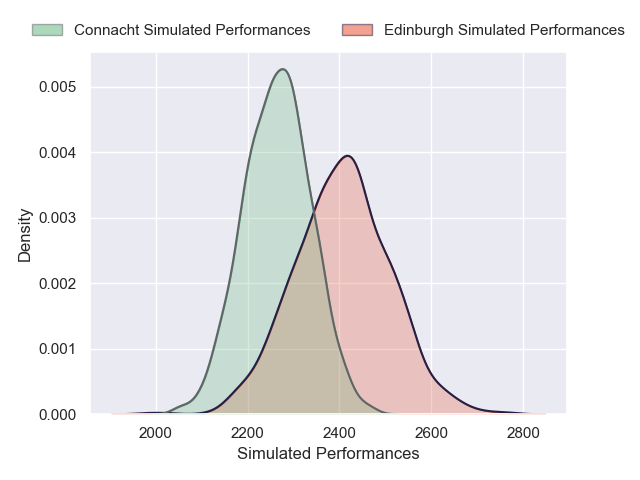 Connacht Simulated Performances
Edinburgh Simulated Performances
0.005
0.004
0.003
0.002
0.001
0.000
Density
2000 2200 2400 2600 2800
Simulated Performances